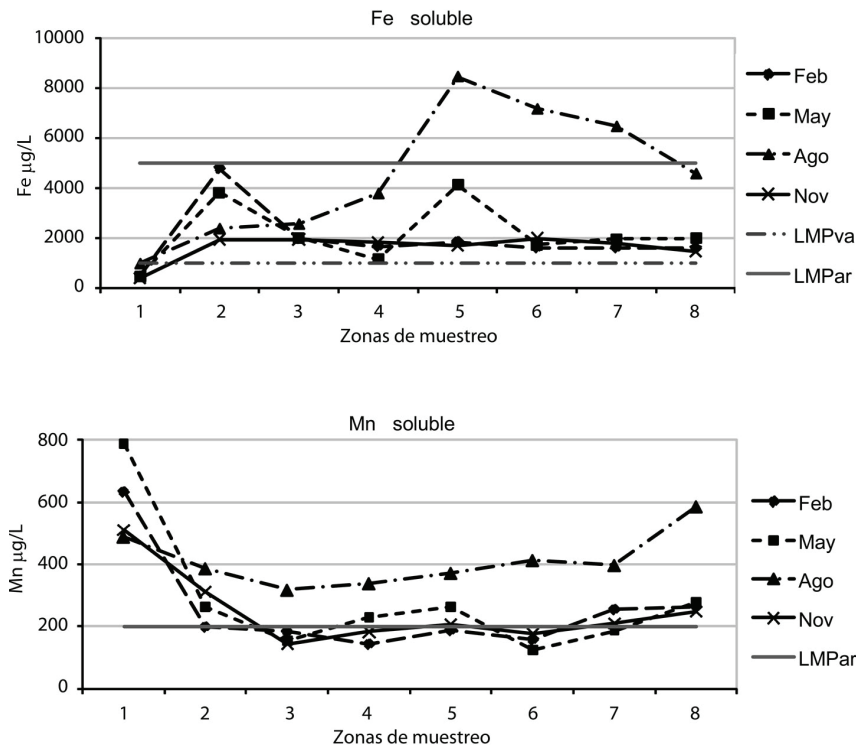 Fe soluble
10000
8000
6000
4000
2000
0
Fe µg/L
1 2 3 4 5 6 7 8
Zonas de muestreo
Feb
May
Ago
Nov
LMPva
LMPar
Mn soluble
800
600
400
200
0
Mn µg/L
1 2 3 4 5 6 7 8
Zonas de muestreo
Feb
May
Ago
Nov
LMPar